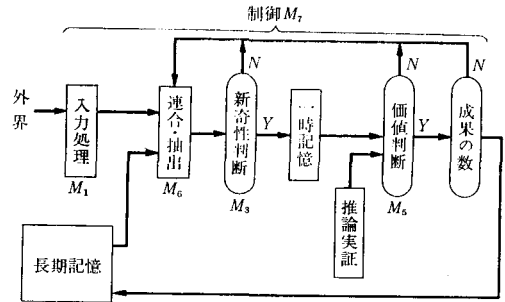 制御M₇
外界
入力処理
M₁
連合・抽出
M₆
N
新奇性判断
M₃
Y
一時記憶
N
価値判断
M₅
Y
N
成果の数
推論実証
長期記憶